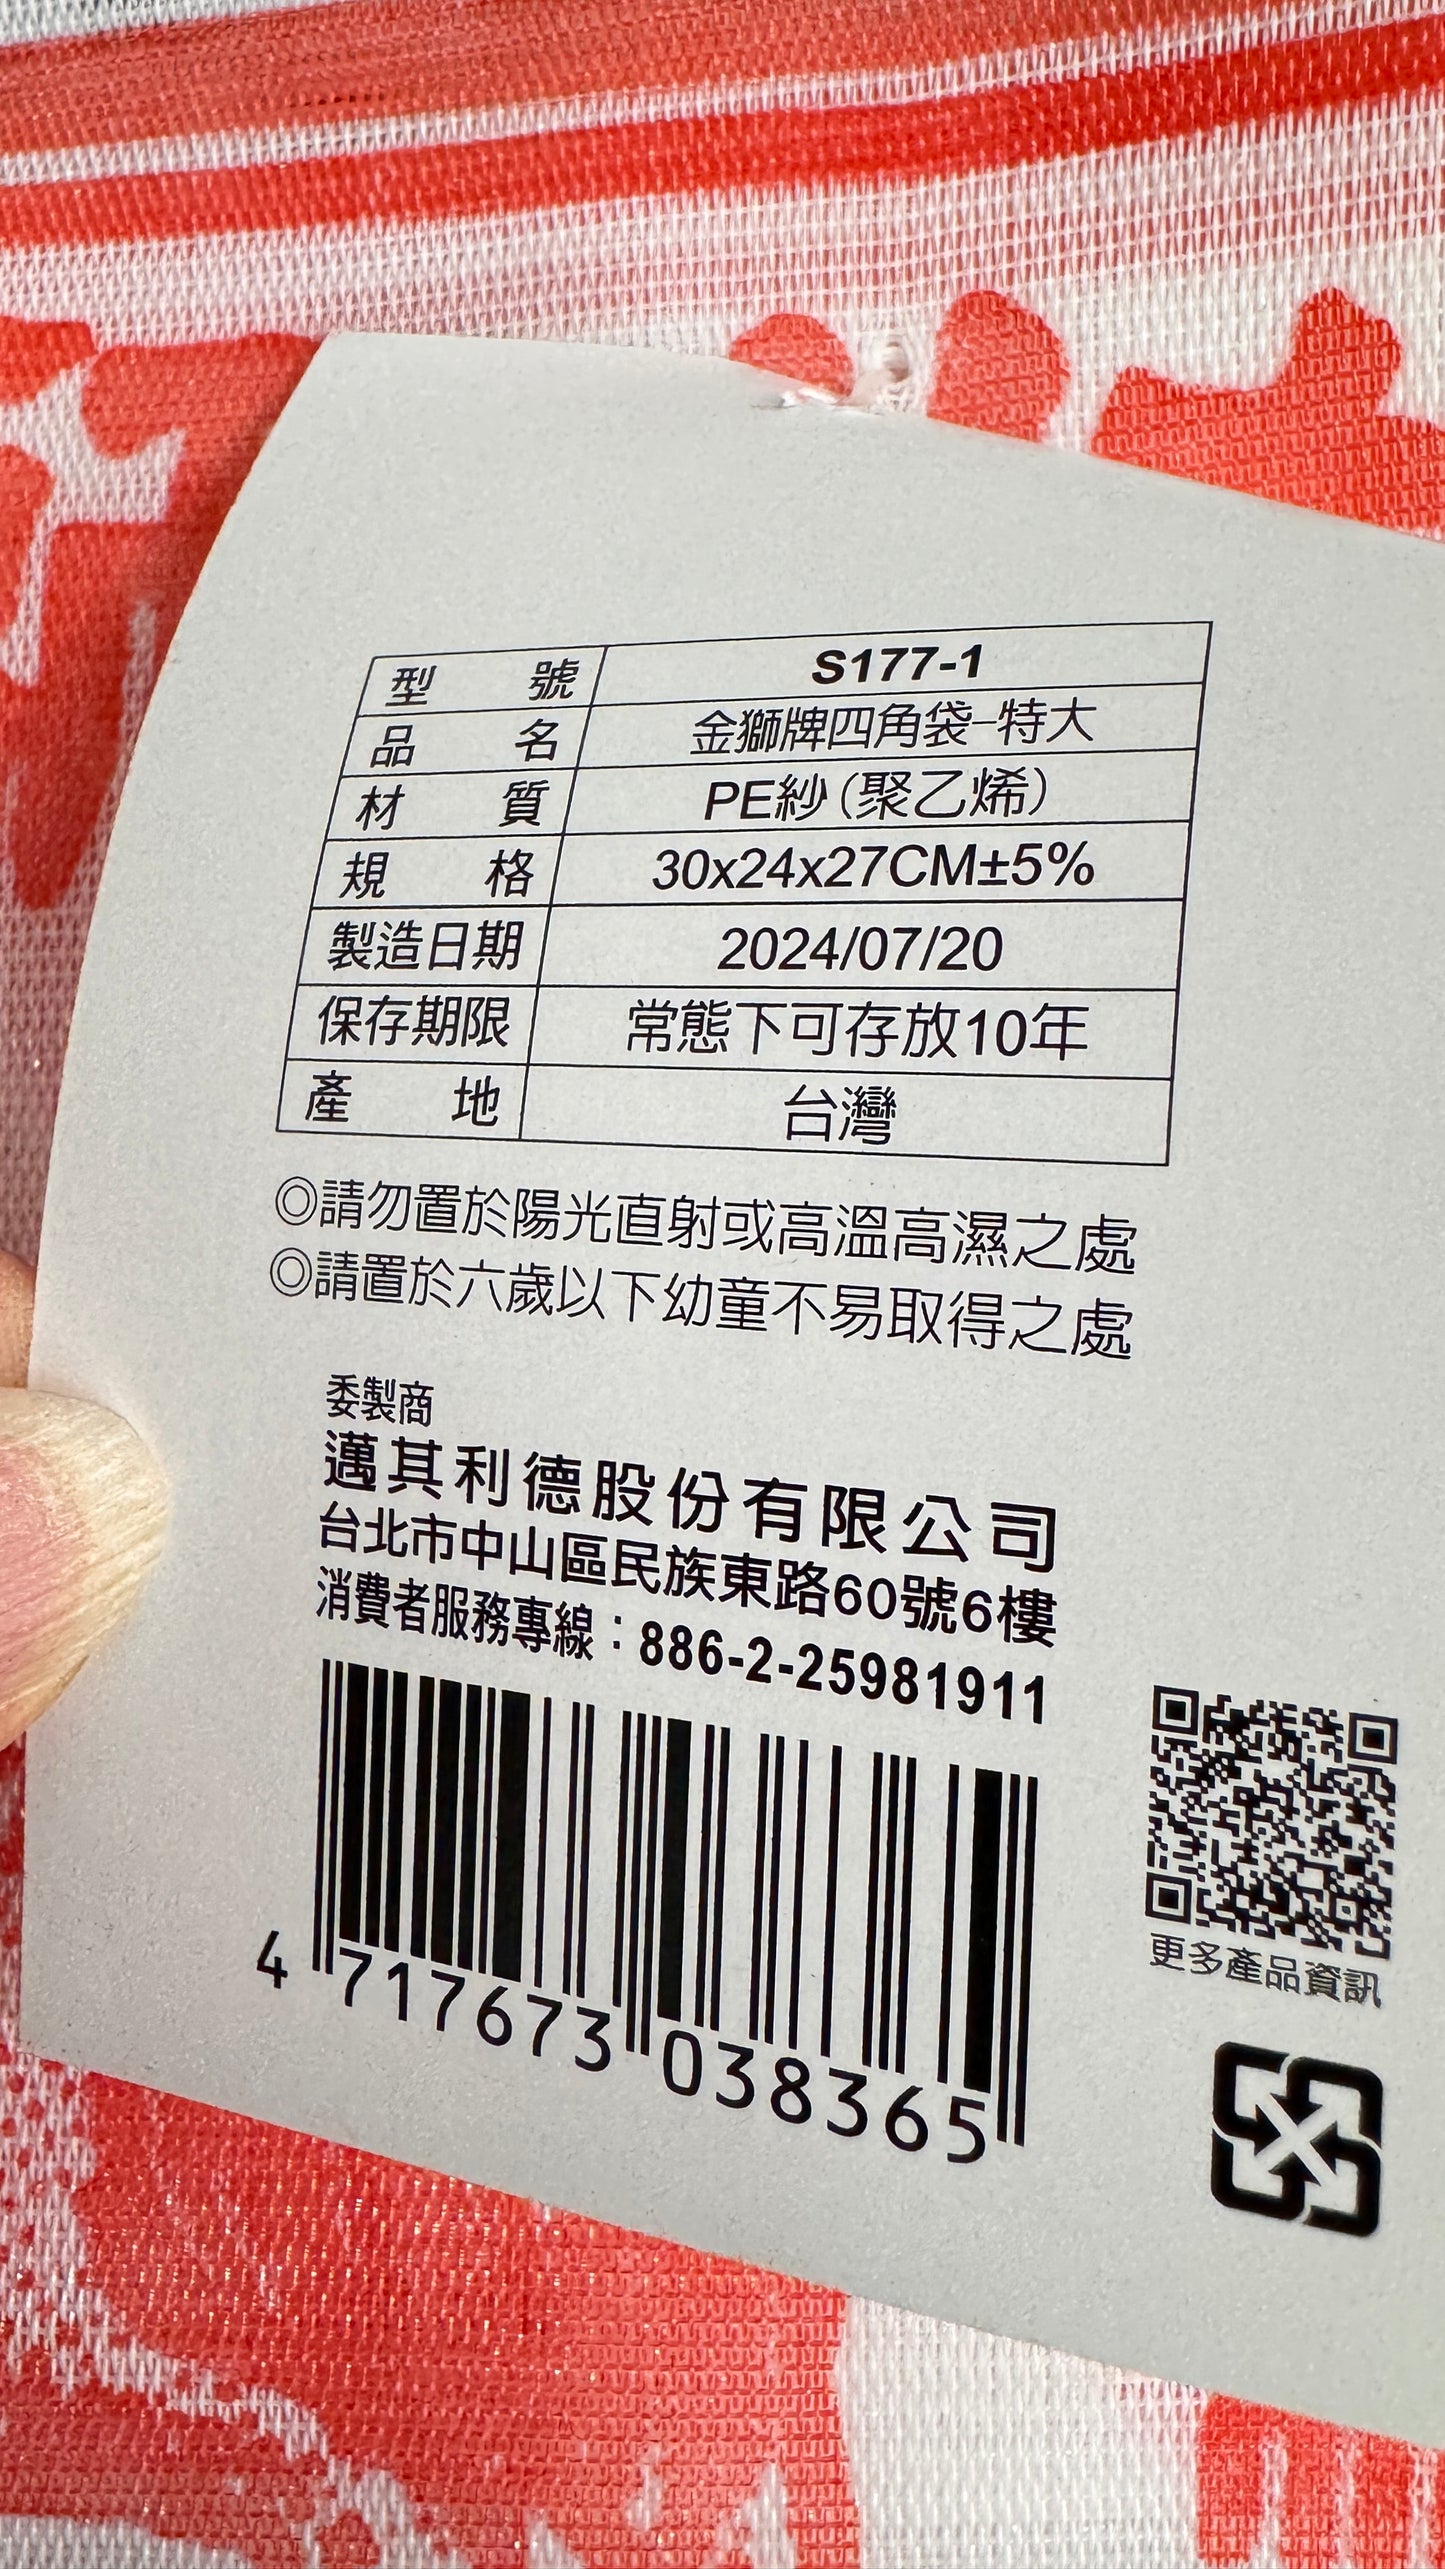 型號 S177-1
品名 金獅牌四角袋-特大
材質 PE紗(聚乙烯)
規格 30x24x27CM±5%
製造日期 2024/07/20
保存期限 常態下可存放10年
產地 台灣
◎請勿置於陽光直射或高溫高濕之處
◎請置於六歲以下幼童不易取得之處
委製商
邁其利德股份有限公司
台北市中山區民族東路60號6樓
消費者服務專線：886-2-25981911
4 717673 038365
更多產品資訊